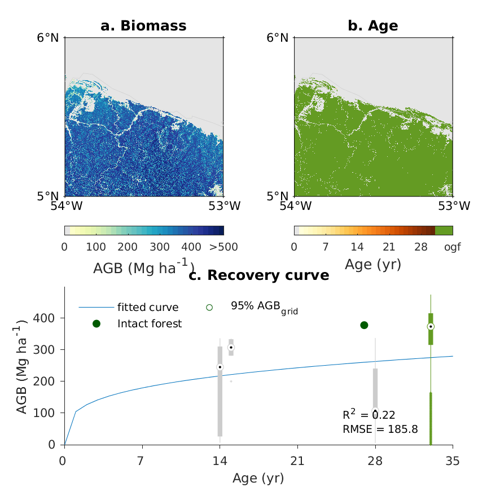 a. Biomass
b. Age
6°N
5°N
54°W 53°W
6°N
5°N
54°W 53°W
0 100 200 300 400 >500
AGB (Mg ha⁻¹)
0 7 14 21 28 ogf
Age (yr)
c. Recovery curve
fitted curve
95% AGB_grid
Intact forest
400
300
200
100
0
AGB (Mg ha⁻¹)
R² = 0.22
RMSE = 185.8
0 7 14 21 28 35
Age (yr)